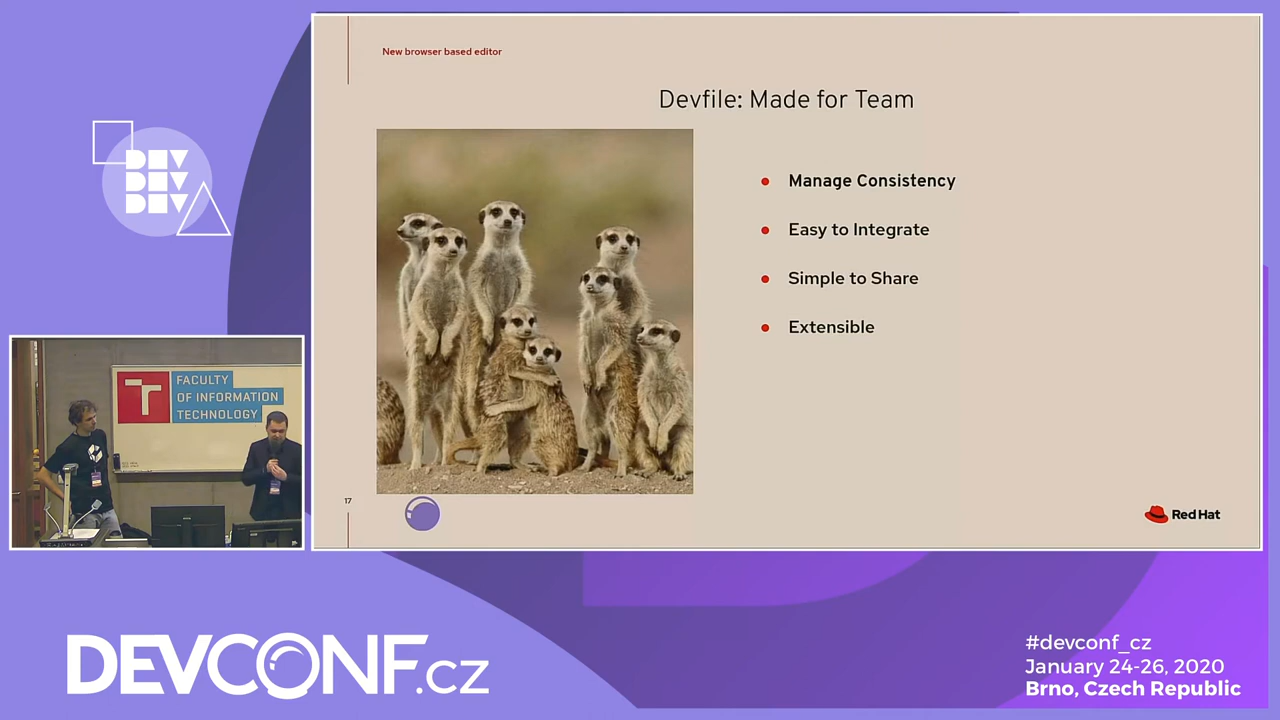 New browser based editor
Devfile: Made for Team
Manage Consistency
Easy to Integrate
Simple to Share
Extensible
17
Red Hat
DEV
DEV
DEV
FACULTY
OF INFORMATION
TECHNOLOGY
DEVCONF.cz
#devconf_cz
January 24-26, 2020
Brno, Czech Republic